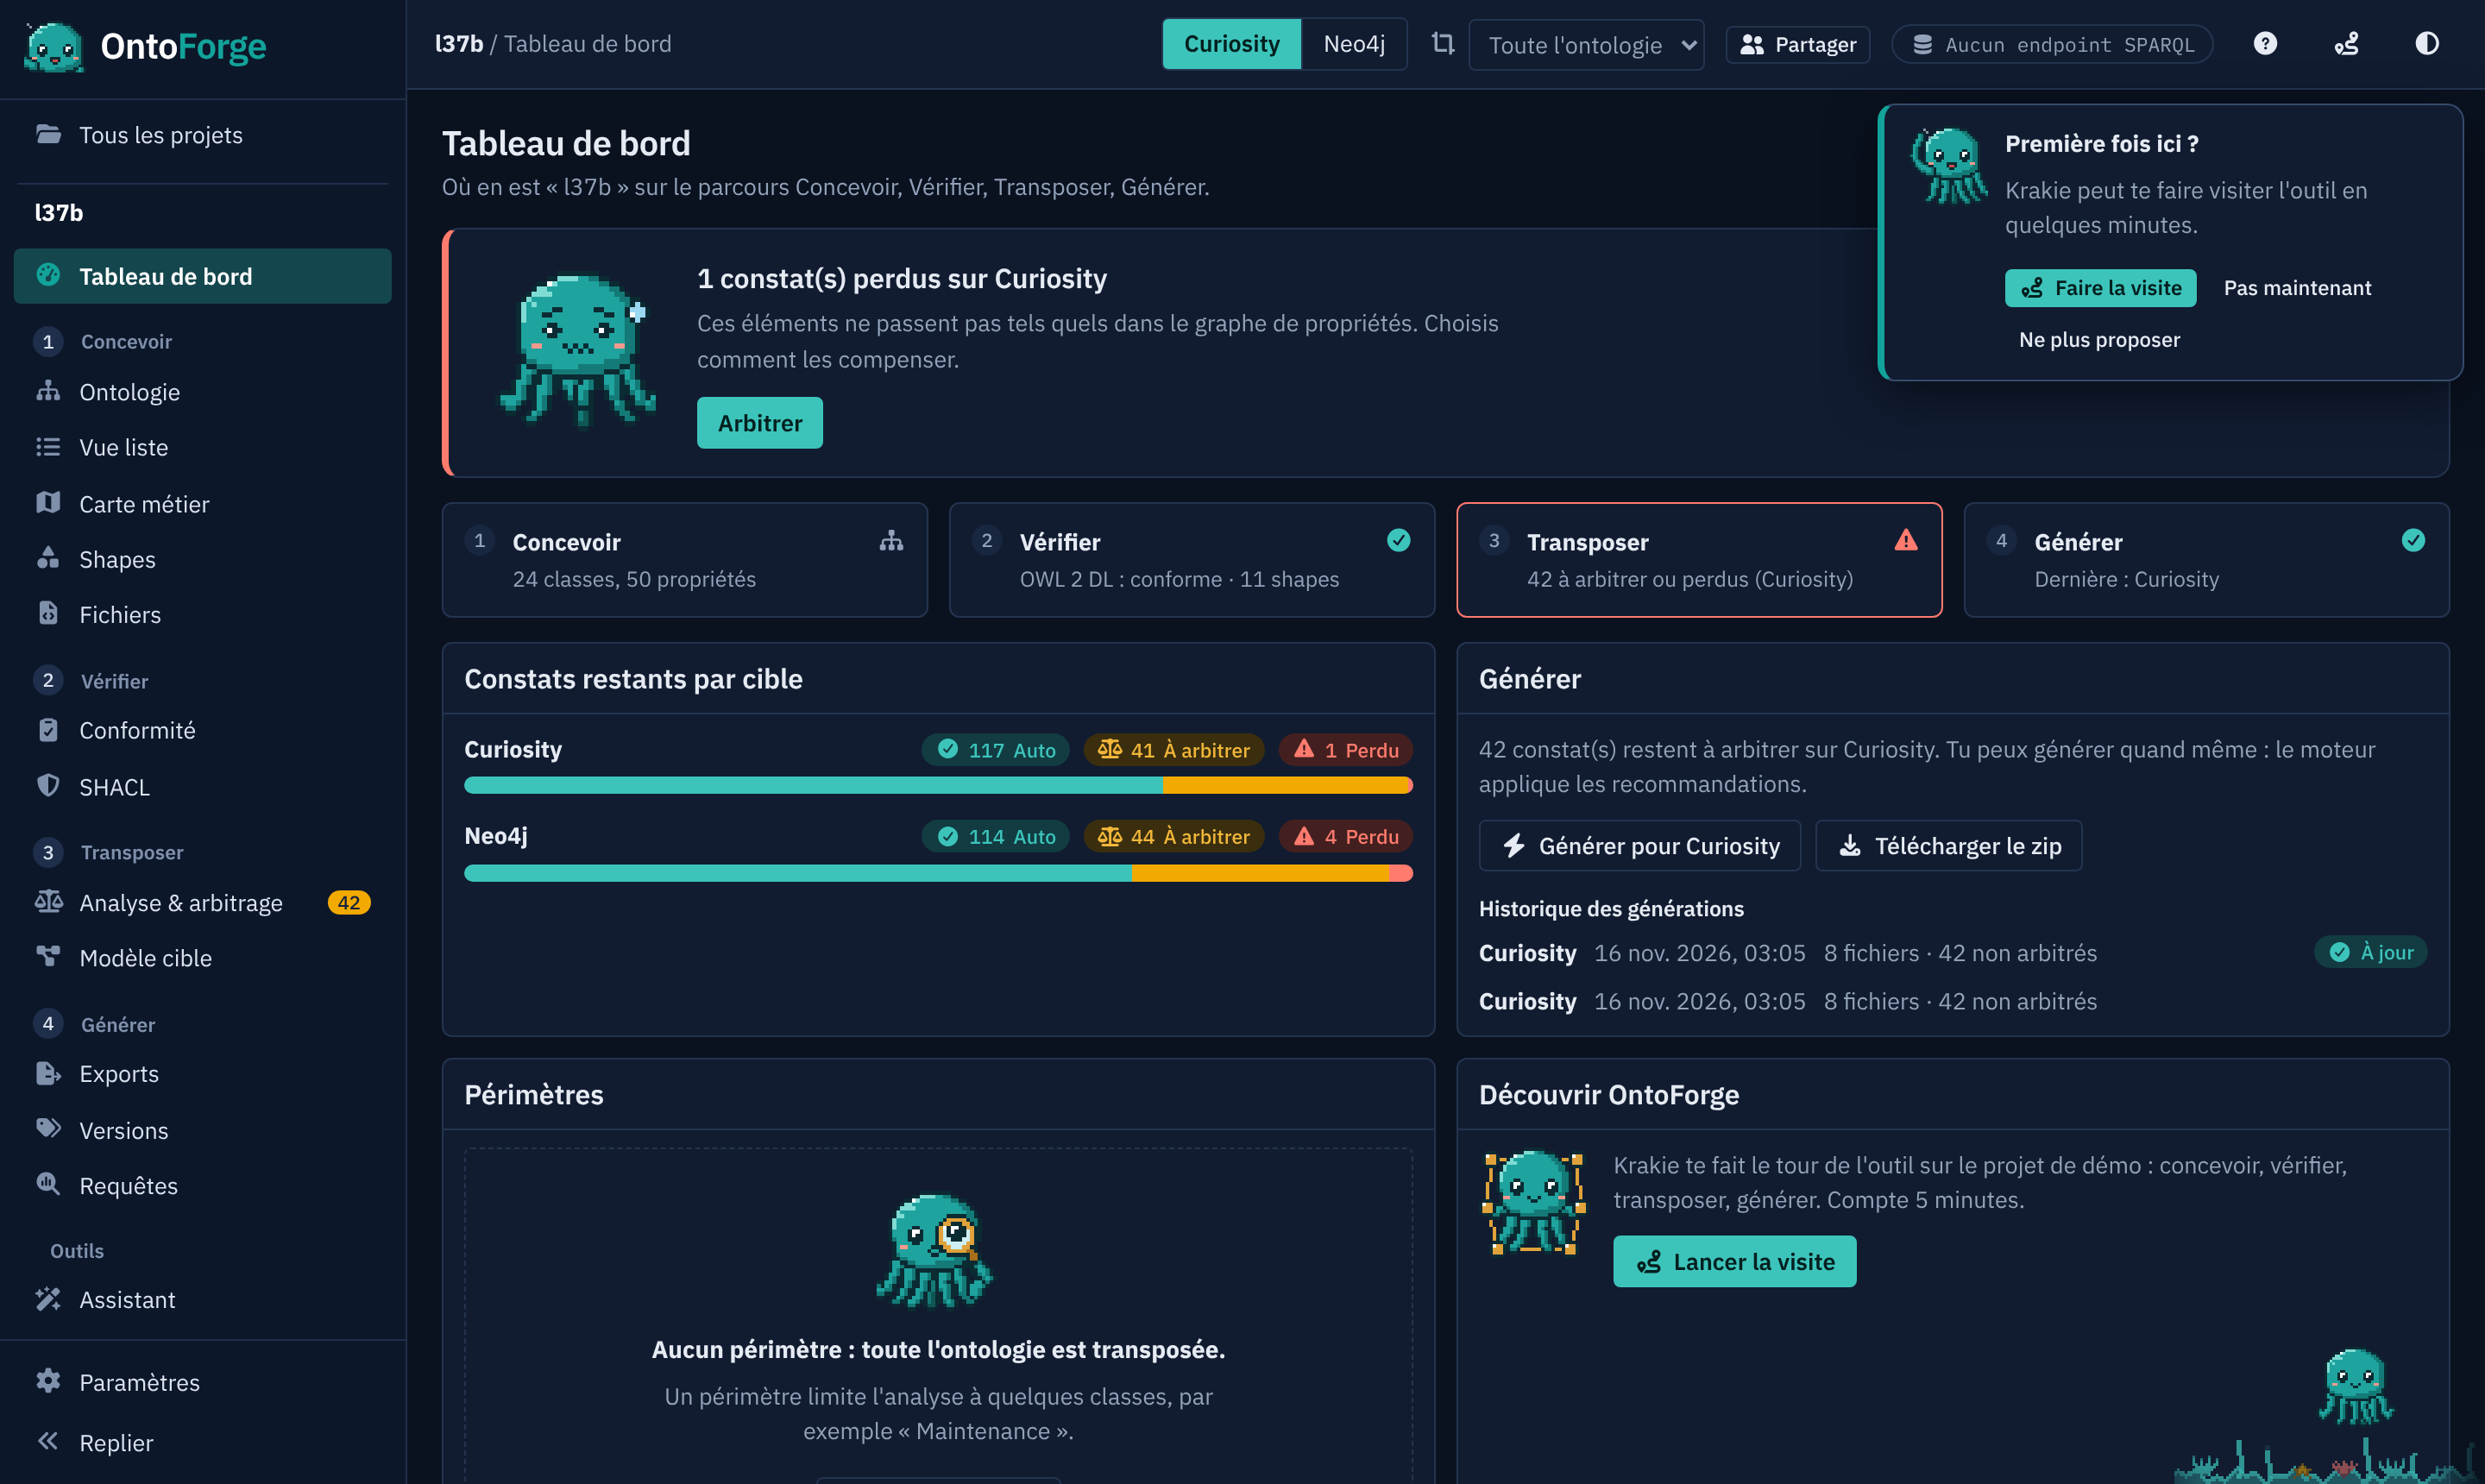 OntoForge
Tous les projets
l37b
Tableau de bord
1 Concevoir
Ontologie
Vue liste
Carte métier
Shapes
Fichiers
2 Vérifier
Conformité
SHACL
3 Transposer
Analyse & arbitrage 42
Modèle cible
4 Générer
Exports
Versions
Requêtes
Outils
Assistant
Paramètres
Replier
l37b / Tableau de bord
Curiosity Neo4j Toute l'ontologie Partager Aucun endpoint SPARQL
Tableau de bord
Où en est « l37b » sur le parcours Concevoir, Vérifier, Transposer, Générer.
Première fois ici ?
Krakie peut te faire visiter l'outil en
quelques minutes.
Faire la visite Pas maintenant
Ne plus proposer
1 constat(s) perdus sur Curiosity
Ces éléments ne passent pas tels quels dans le graphe de propriétés. Choisis
comment les compenser.
Arbitrer
1 Concevoir
24 classes, 50 propriétés
2 Vérifier
OWL 2 DL : conforme · 11 shapes
3 Transposer
42 à arbitrer ou perdus (Curiosity)
4 Générer
Dernière : Curiosity
Constats restants par cible
Curiosity 117 Auto 41 À arbitrer 1 Perdu
Neo4j 114 Auto 44 À arbitrer 4 Perdu
Générer
42 constat(s) restent à arbitrer sur Curiosity. Tu peux générer quand même : le moteur
applique les recommandations.
Générer pour Curiosity Télécharger le zip
Historique des générations
Curiosity 16 nov. 2026, 03:05 8 fichiers · 42 non arbitrés À jour
Curiosity 16 nov. 2026, 03:05 8 fichiers · 42 non arbitrés
Périmètres
Aucun périmètre : toute l'ontologie est transposée.
Un périmètre limite l'analyse à quelques classes, par
exemple « Maintenance ».
Découvrir OntoForge
Krakie te fait le tour de l'outil sur le projet de démo : concevoir, vérifier,
transposer, générer. Compte 5 minutes.
Lancer la visite